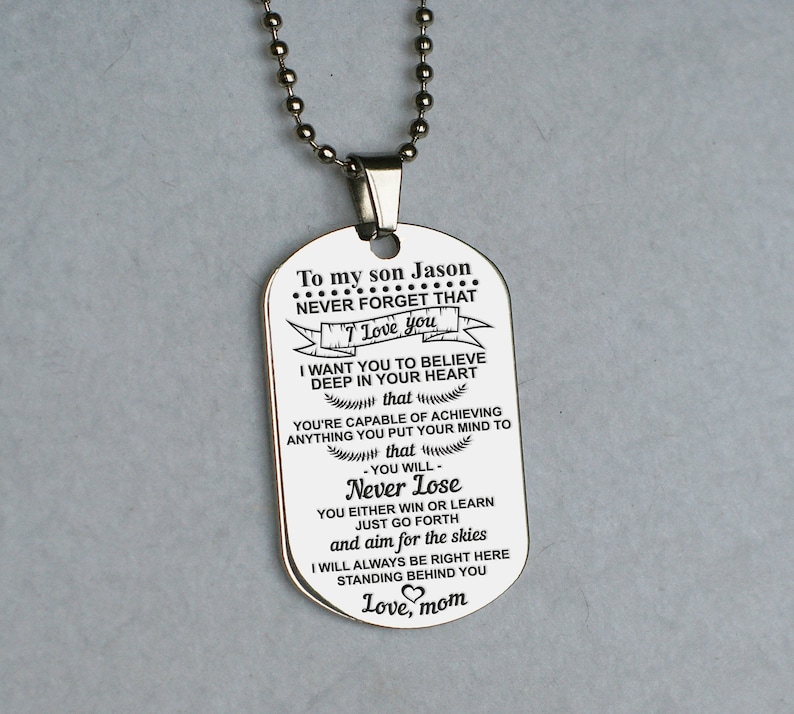 To my son Jason
NEVER FORGET THAT
I Love you
I WANT YOU TO BELIEVE
DEEP IN YOUR HEART
that
YOU'RE CAPABLE OF ACHIEVING
ANYTHING YOU PUT YOUR MIND TO
that
- YOU WILL -
Never Lose
YOU EITHER WIN OR LEARN
JUST GO FORTH
and aim for the skies
I WILL ALWAYS BE RIGHT HERE
STANDING BEHIND YOU
Love, mom